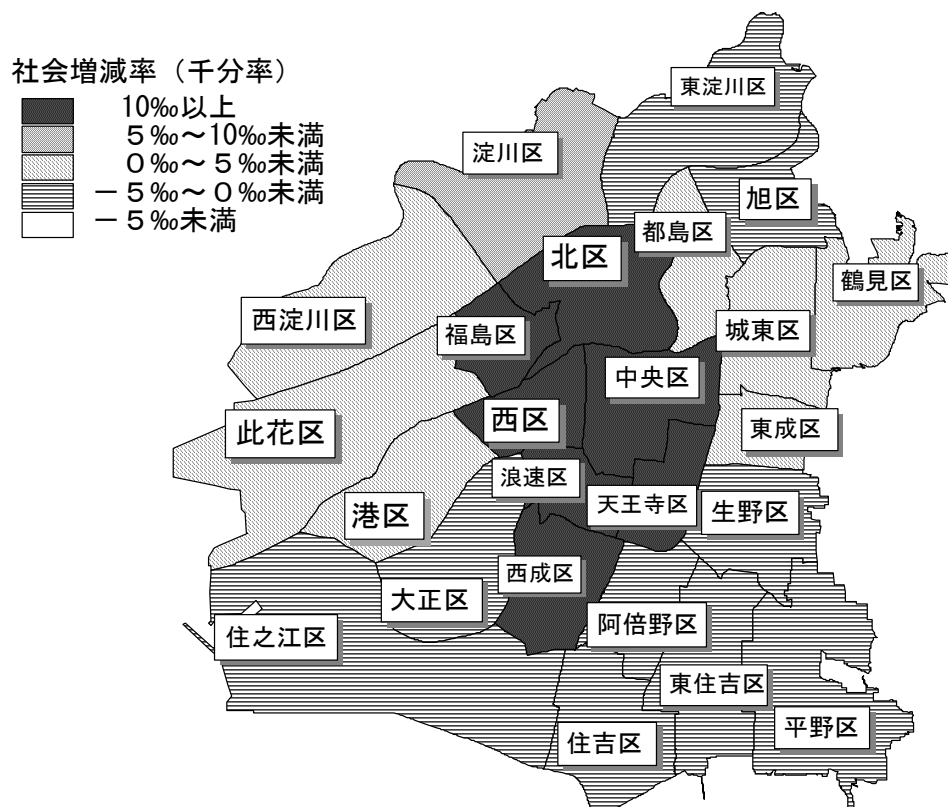 社会増減率（千分率）
10‰以上
５‰～10‰未満
０‰～５‰未満
－５‰～０‰未満
－５‰未満
東淀川区
淀川区
旭区
都島区
北区
鶴見区
西淀川区
福島区
城東区
中央区
西区
東成区
此花区
浪速区
天王寺区
生野区
港区
西成区
大正区
阿倍野区
住之江区
東住吉区
住吉区
平野区